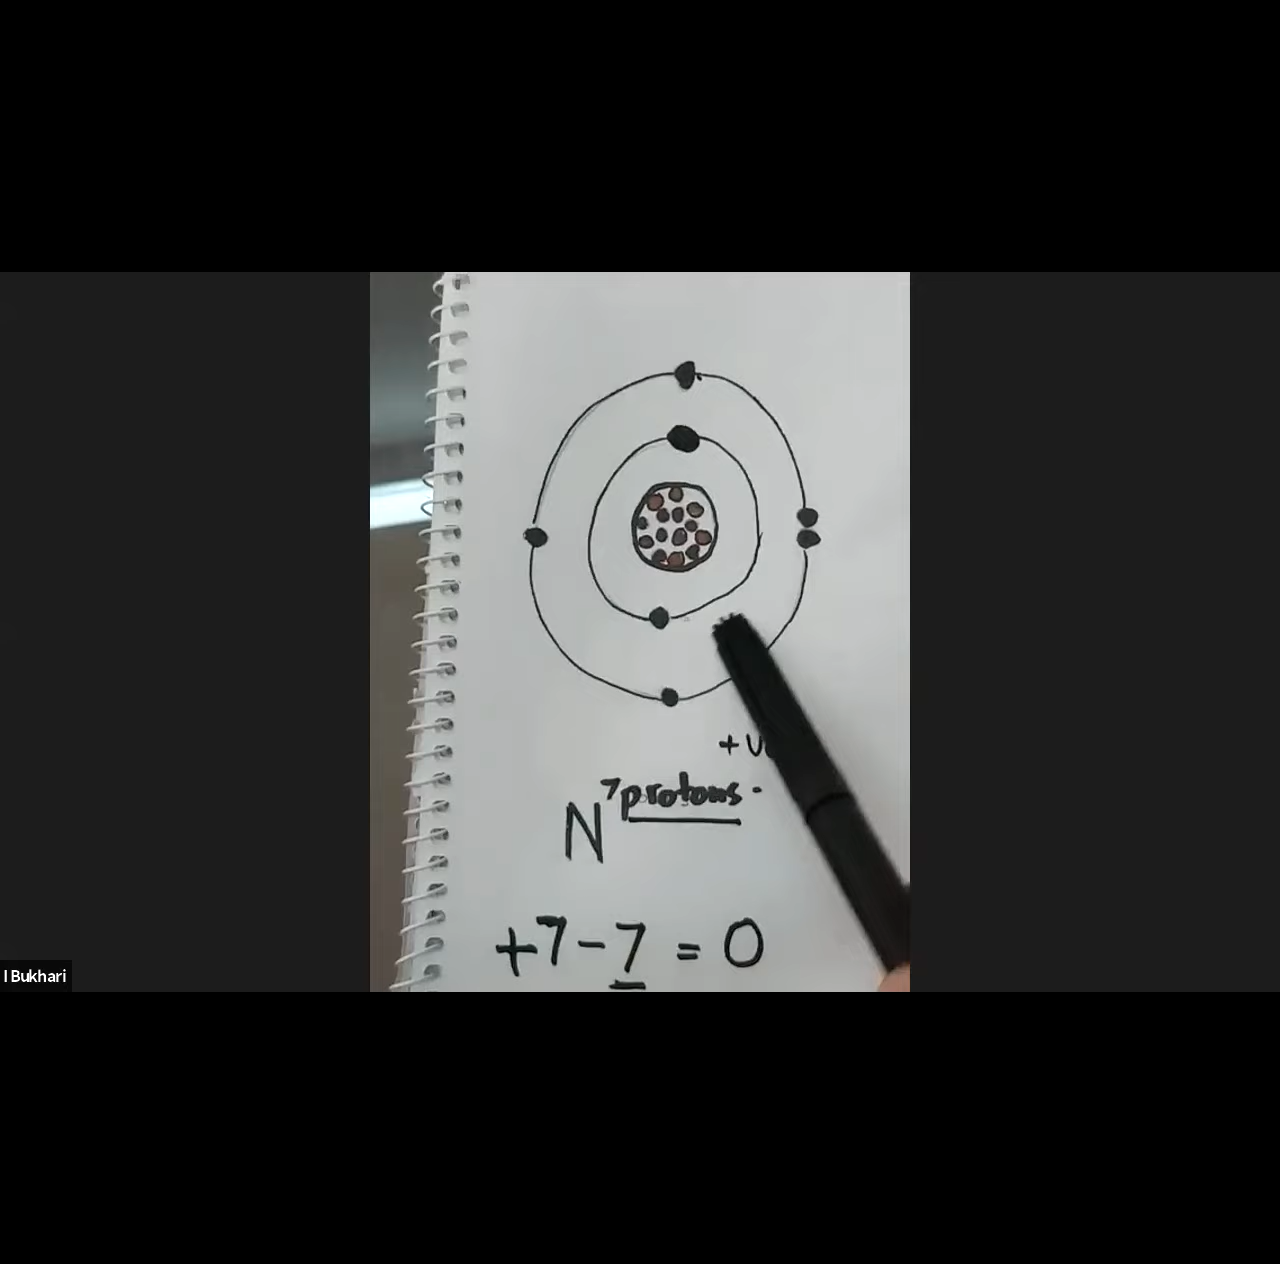 + v
7 protons.
N
+7-7 = 0
I Bukhari